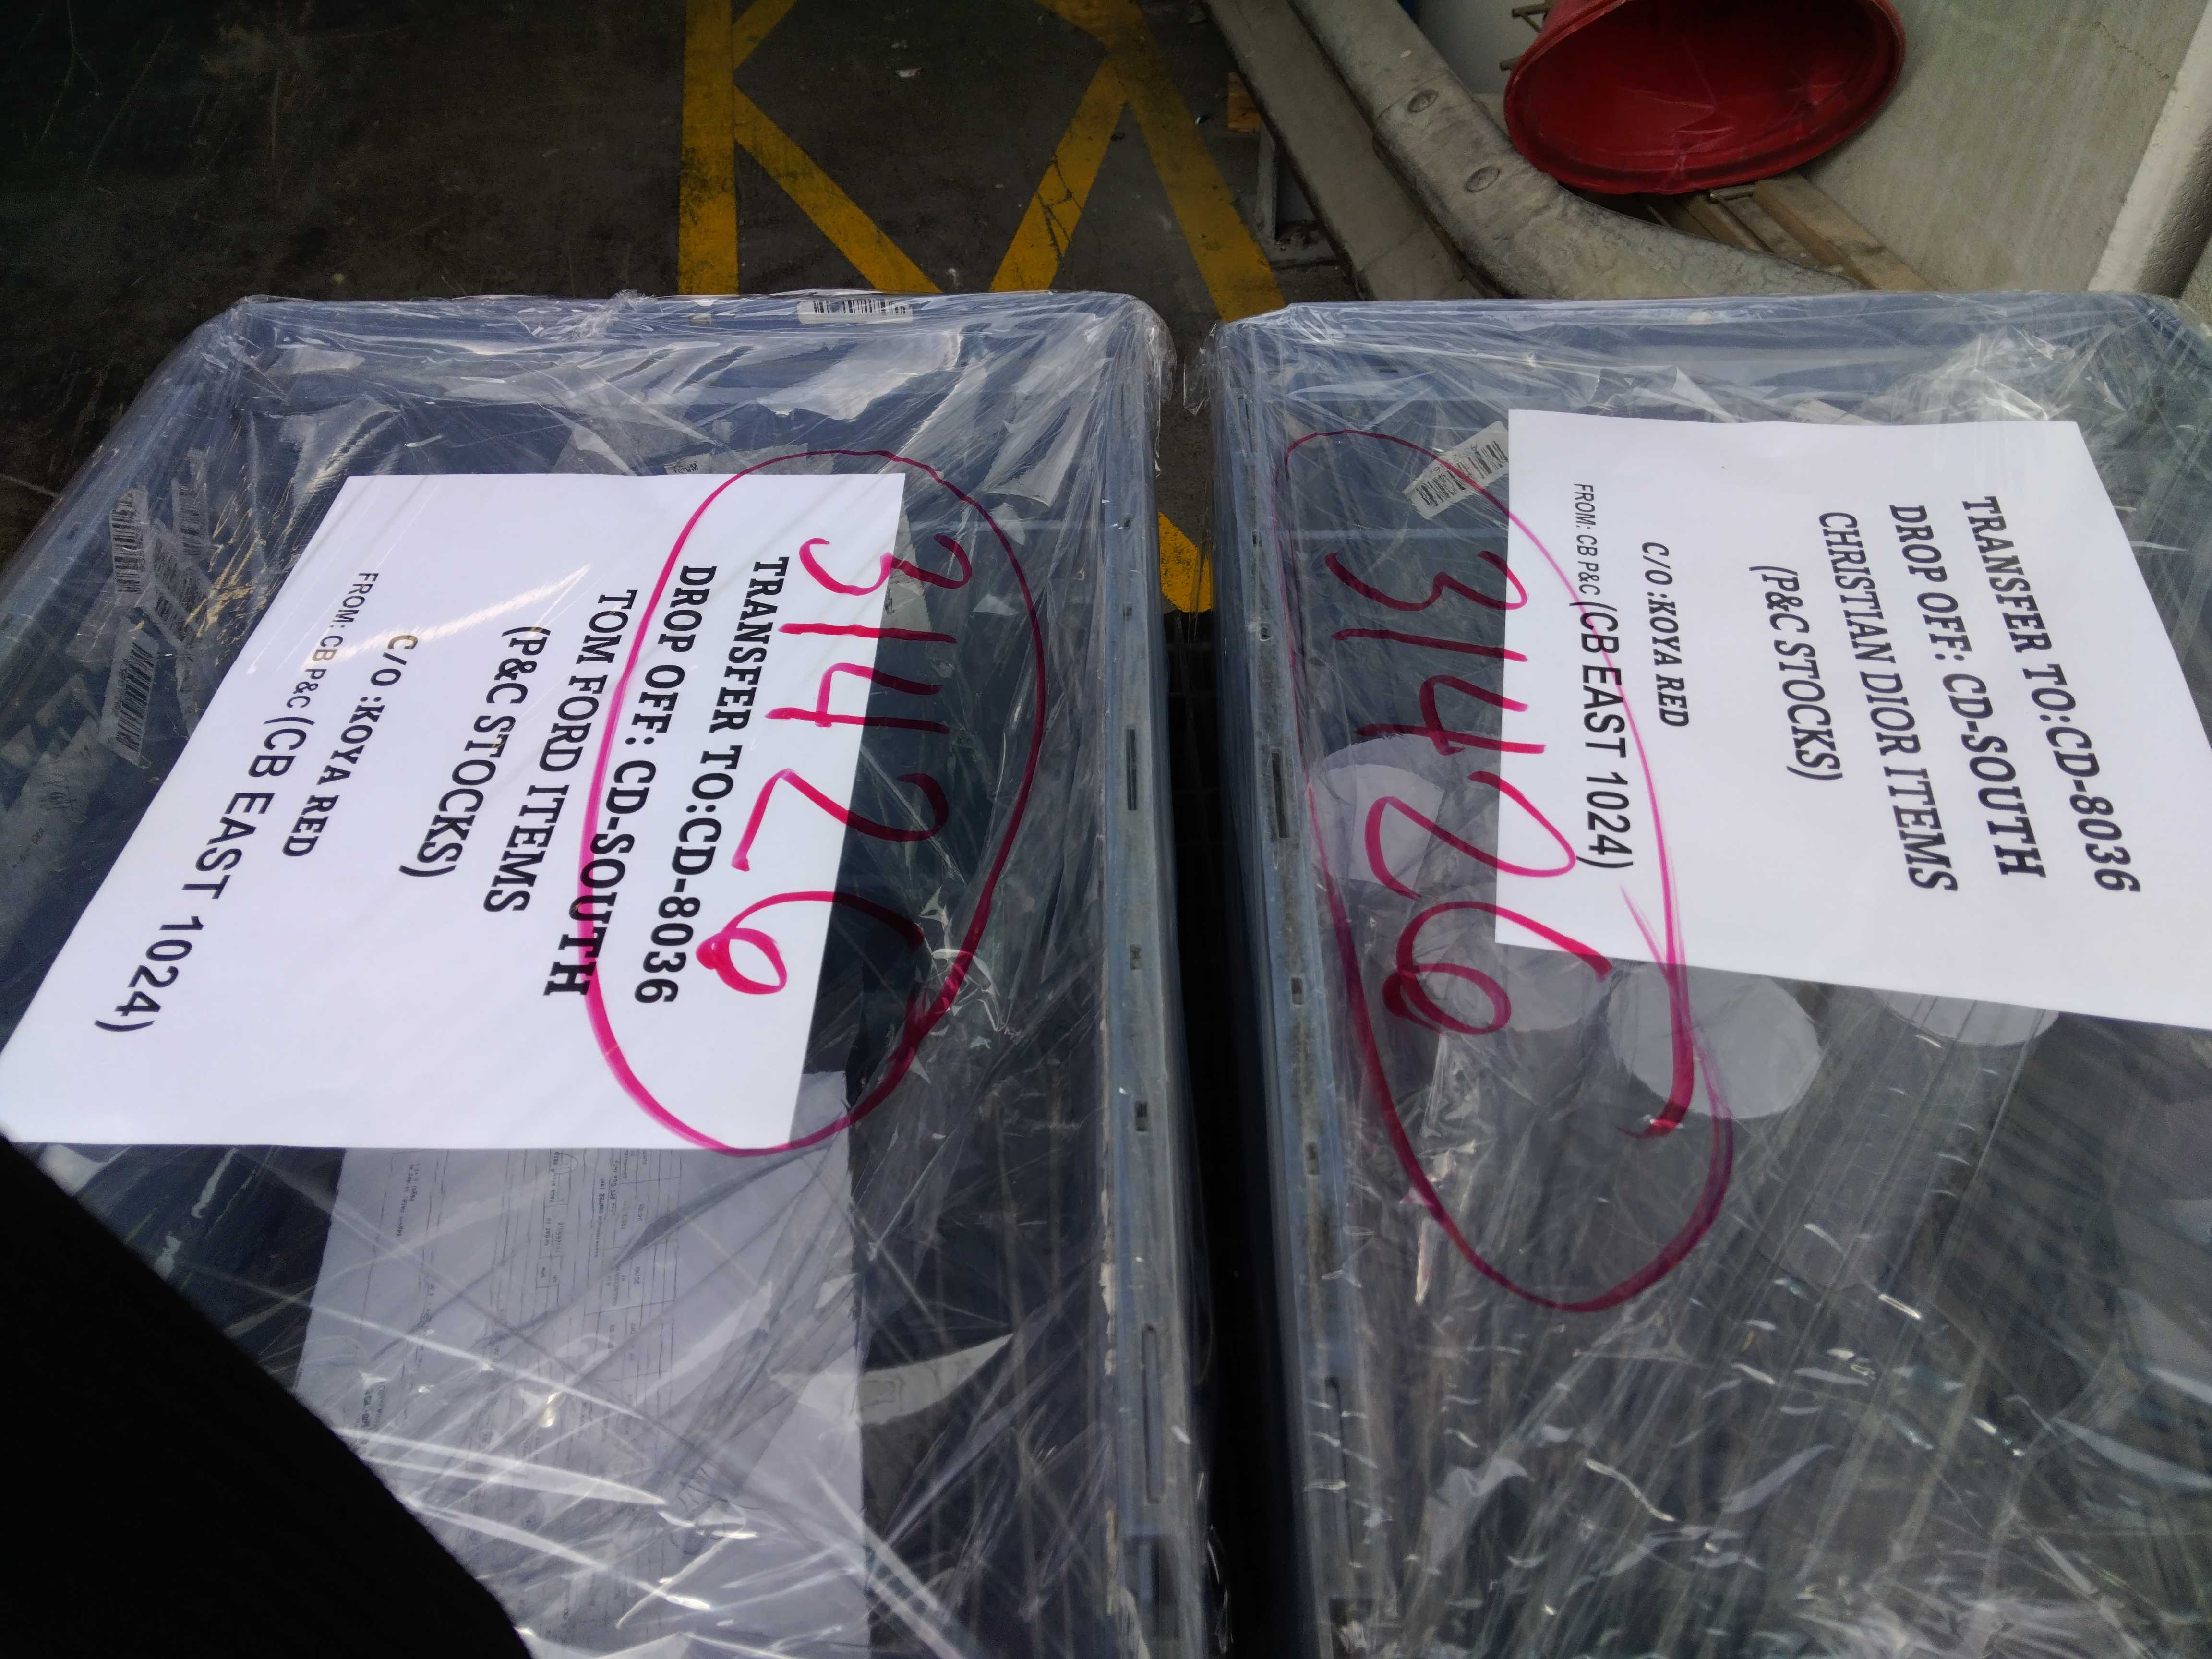 31426
TRANSFER TO:CD-8036
DROP OFF: CD-SOUTH
TOM FORD ITEMS
(P&C STOCKS)
C/O :KOYA RED
FROM: CB P&C (CB EAST 1024)
TRANSFER TO:CD-8036
DROP OFF: CD-SOUTH
CHRISTIAN DIOR ITEMS
(P&C STOCKS)
C/O :KOYA RED
FROM: CB P&C (CB EAST 1024)
31426